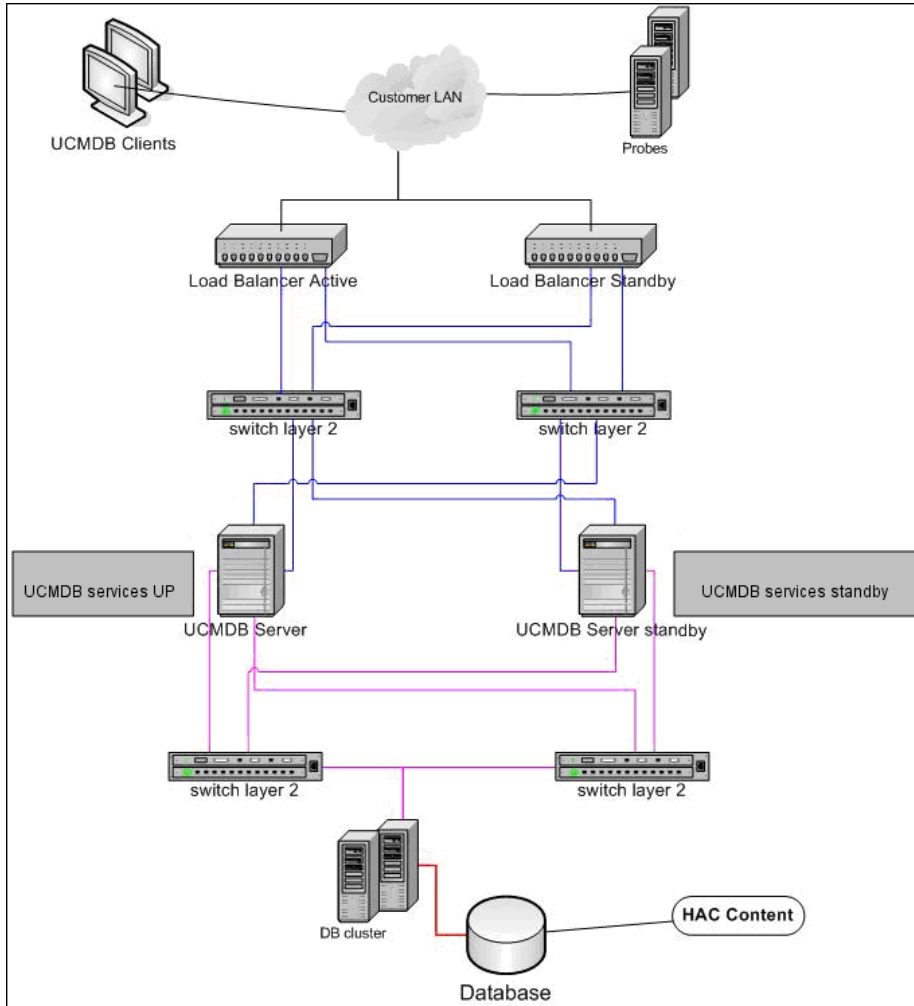 Customer LAN
UCMDB Clients
Probes
Load Balancer Active
Load Balancer Standby
switch layer 2
switch layer 2
UCMDB services UP
UCMDB services standby
UCMDB Server
UCMDB Server standby
switch layer 2
switch layer 2
HAC Content
DB cluster
Database